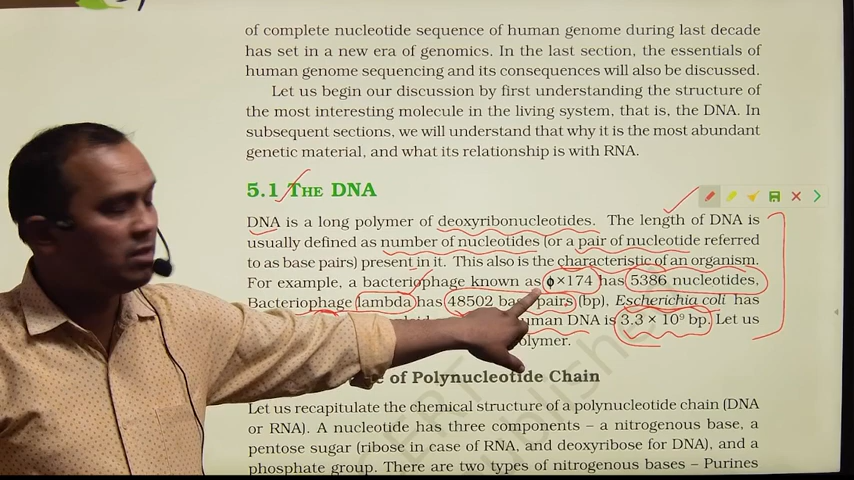 of complete nucleotide sequence of human genome during last decade
has set in a new era of genomics. In the last section, the essentials of
human genome sequencing and its consequences will also be discussed.
Let us begin our discussion by first understanding the structure of
the most interesting molecule in the living system, that is, the DNA. In
subsequent sections, we will understand that why it is the most abundant
genetic material, and what its relationship is with RNA.
5.1 THE DNA
DNA is a long polymer of deoxyribonucleotides. The length of DNA is
usually defined as number of nucleotides (or a pair of nucleotide referred
to as base pairs) present in it. This also is the characteristic of an organism.
For example, a bacteriophage known as ϕ×174 has 5386 nucleotides,
Bacteriophage lambda has 48502 base pairs (bp), Escherichia coli has
human DNA is 3.3 × 10⁹ bp. Let us
polymer.
of Polynucleotide Chain
Let us recapitulate the chemical structure of a polynucleotide chain (DNA
or RNA). A nucleotide has three components – a nitrogenous base, a
pentose sugar (ribose in case of RNA, and deoxyribose for DNA), and a
phosphate group. There are two types of nitrogenous bases – Purines